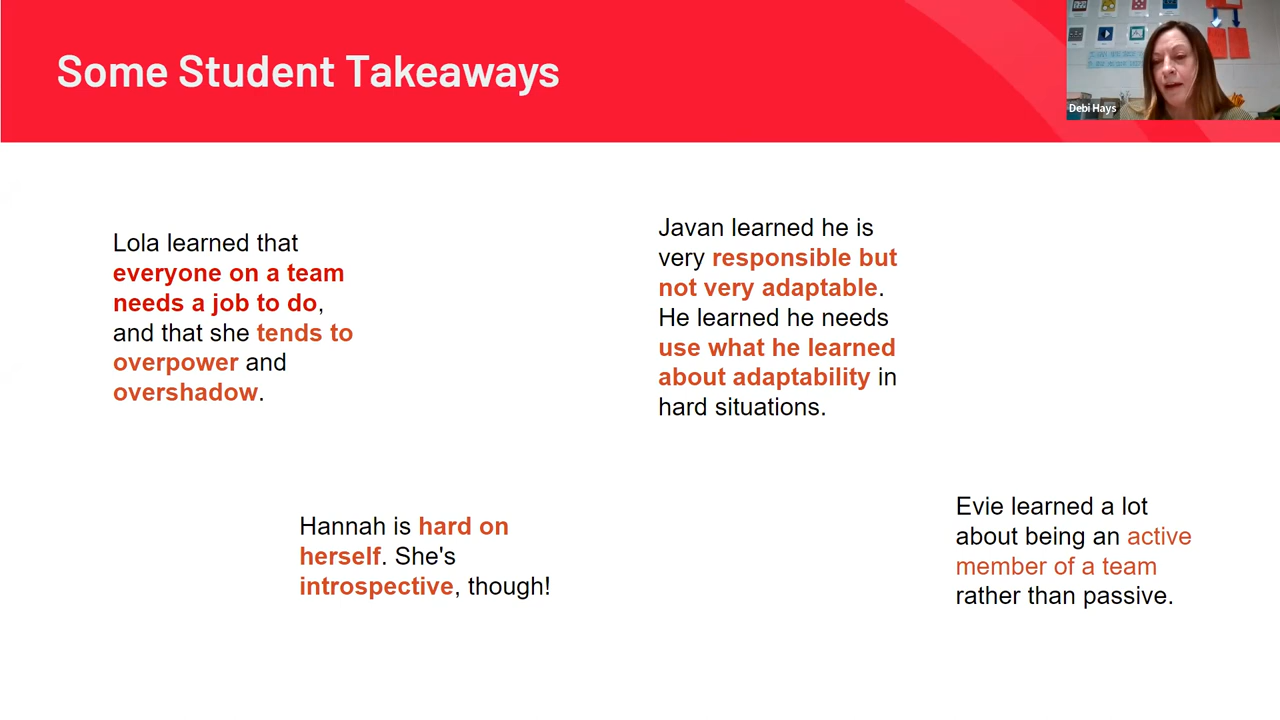 Some Student Takeaways
Debi Hays
Lola learned that
everyone on a team
needs a job to do,
and that she tends to
overpower and
overshadow.
Javan learned he is
very responsible but
not very adaptable.
He learned he needs
use what he learned
about adaptability in
hard situations.
Hannah is hard on
herself. She's
introspective, though!
Evie learned a lot
about being an active
member of a team
rather than passive.